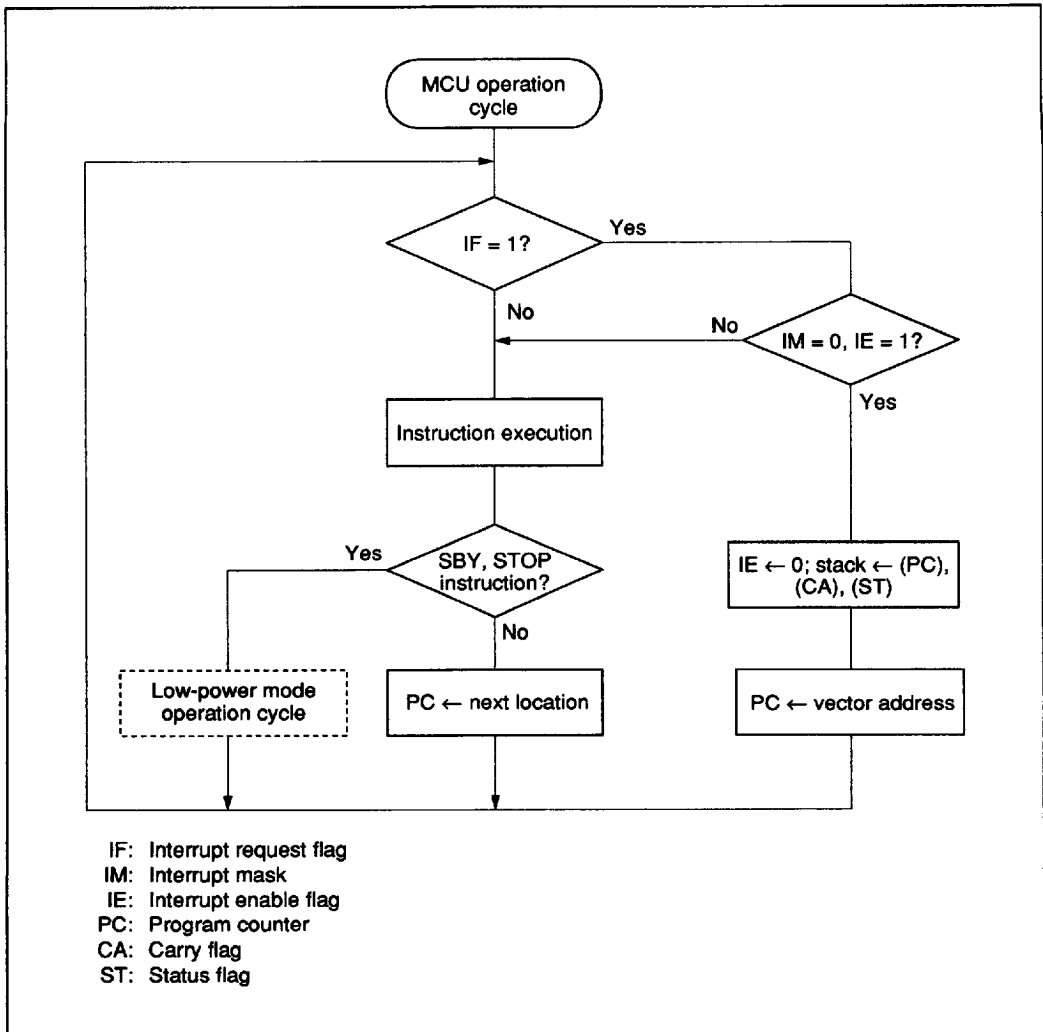 MCU operation
cycle
IF = 1?
Yes
No
IM = 0, IE = 1?
No
Yes
Instruction execution
SBY, STOP
instruction?
Yes
No
IE ← 0; stack ← (PC),
(CA), (ST)
Low-power mode
operation cycle
PC ← next location
PC ← vector address
IF: Interrupt request flag
IM: Interrupt mask
IE: Interrupt enable flag
PC: Program counter
CA: Carry flag
ST: Status flag